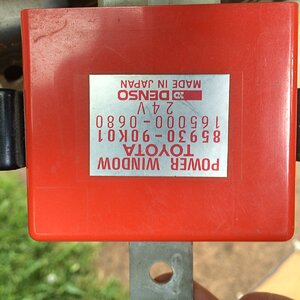 POWER WINDOW
TOYOTA
85930-90K01
165000-0680
24V
DENSO
MADE IN JAPAN